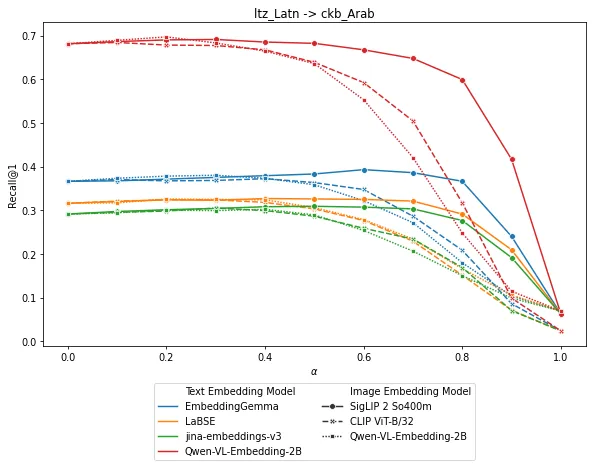 ltz_Latn -> ckb_Arab
Recall@1
0.7
0.6
0.5
0.4
0.3
0.2
0.1
0.0
0.0 0.2 0.4 0.6 0.8 1.0
α
Text Embedding Model Image Embedding Model
EmbeddingGemma SigLIP 2 So400m
LaBSE CLIP ViT-B/32
jina-embeddings-v3 Qwen-VL-Embedding-2B
Qwen-VL-Embedding-2B